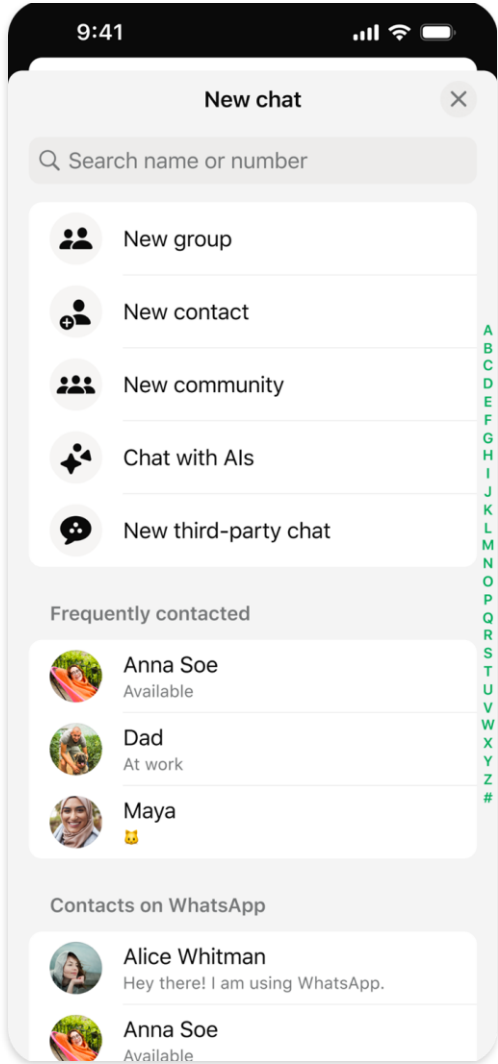 9:41
New chat
Search name or number
New group
New contact
New community
Chat with AIs
New third-party chat
A
B
C
D
E
F
G
H
I
J
K
L
M
N
O
P
Q
R
S
T
U
V
W
X
Y
Z
#
Frequently contacted
Anna Soe
Available
Dad
At work
Maya
🐱
Contacts on WhatsApp
Alice Whitman
Hey there! I am using WhatsApp.
Anna Soe
Available